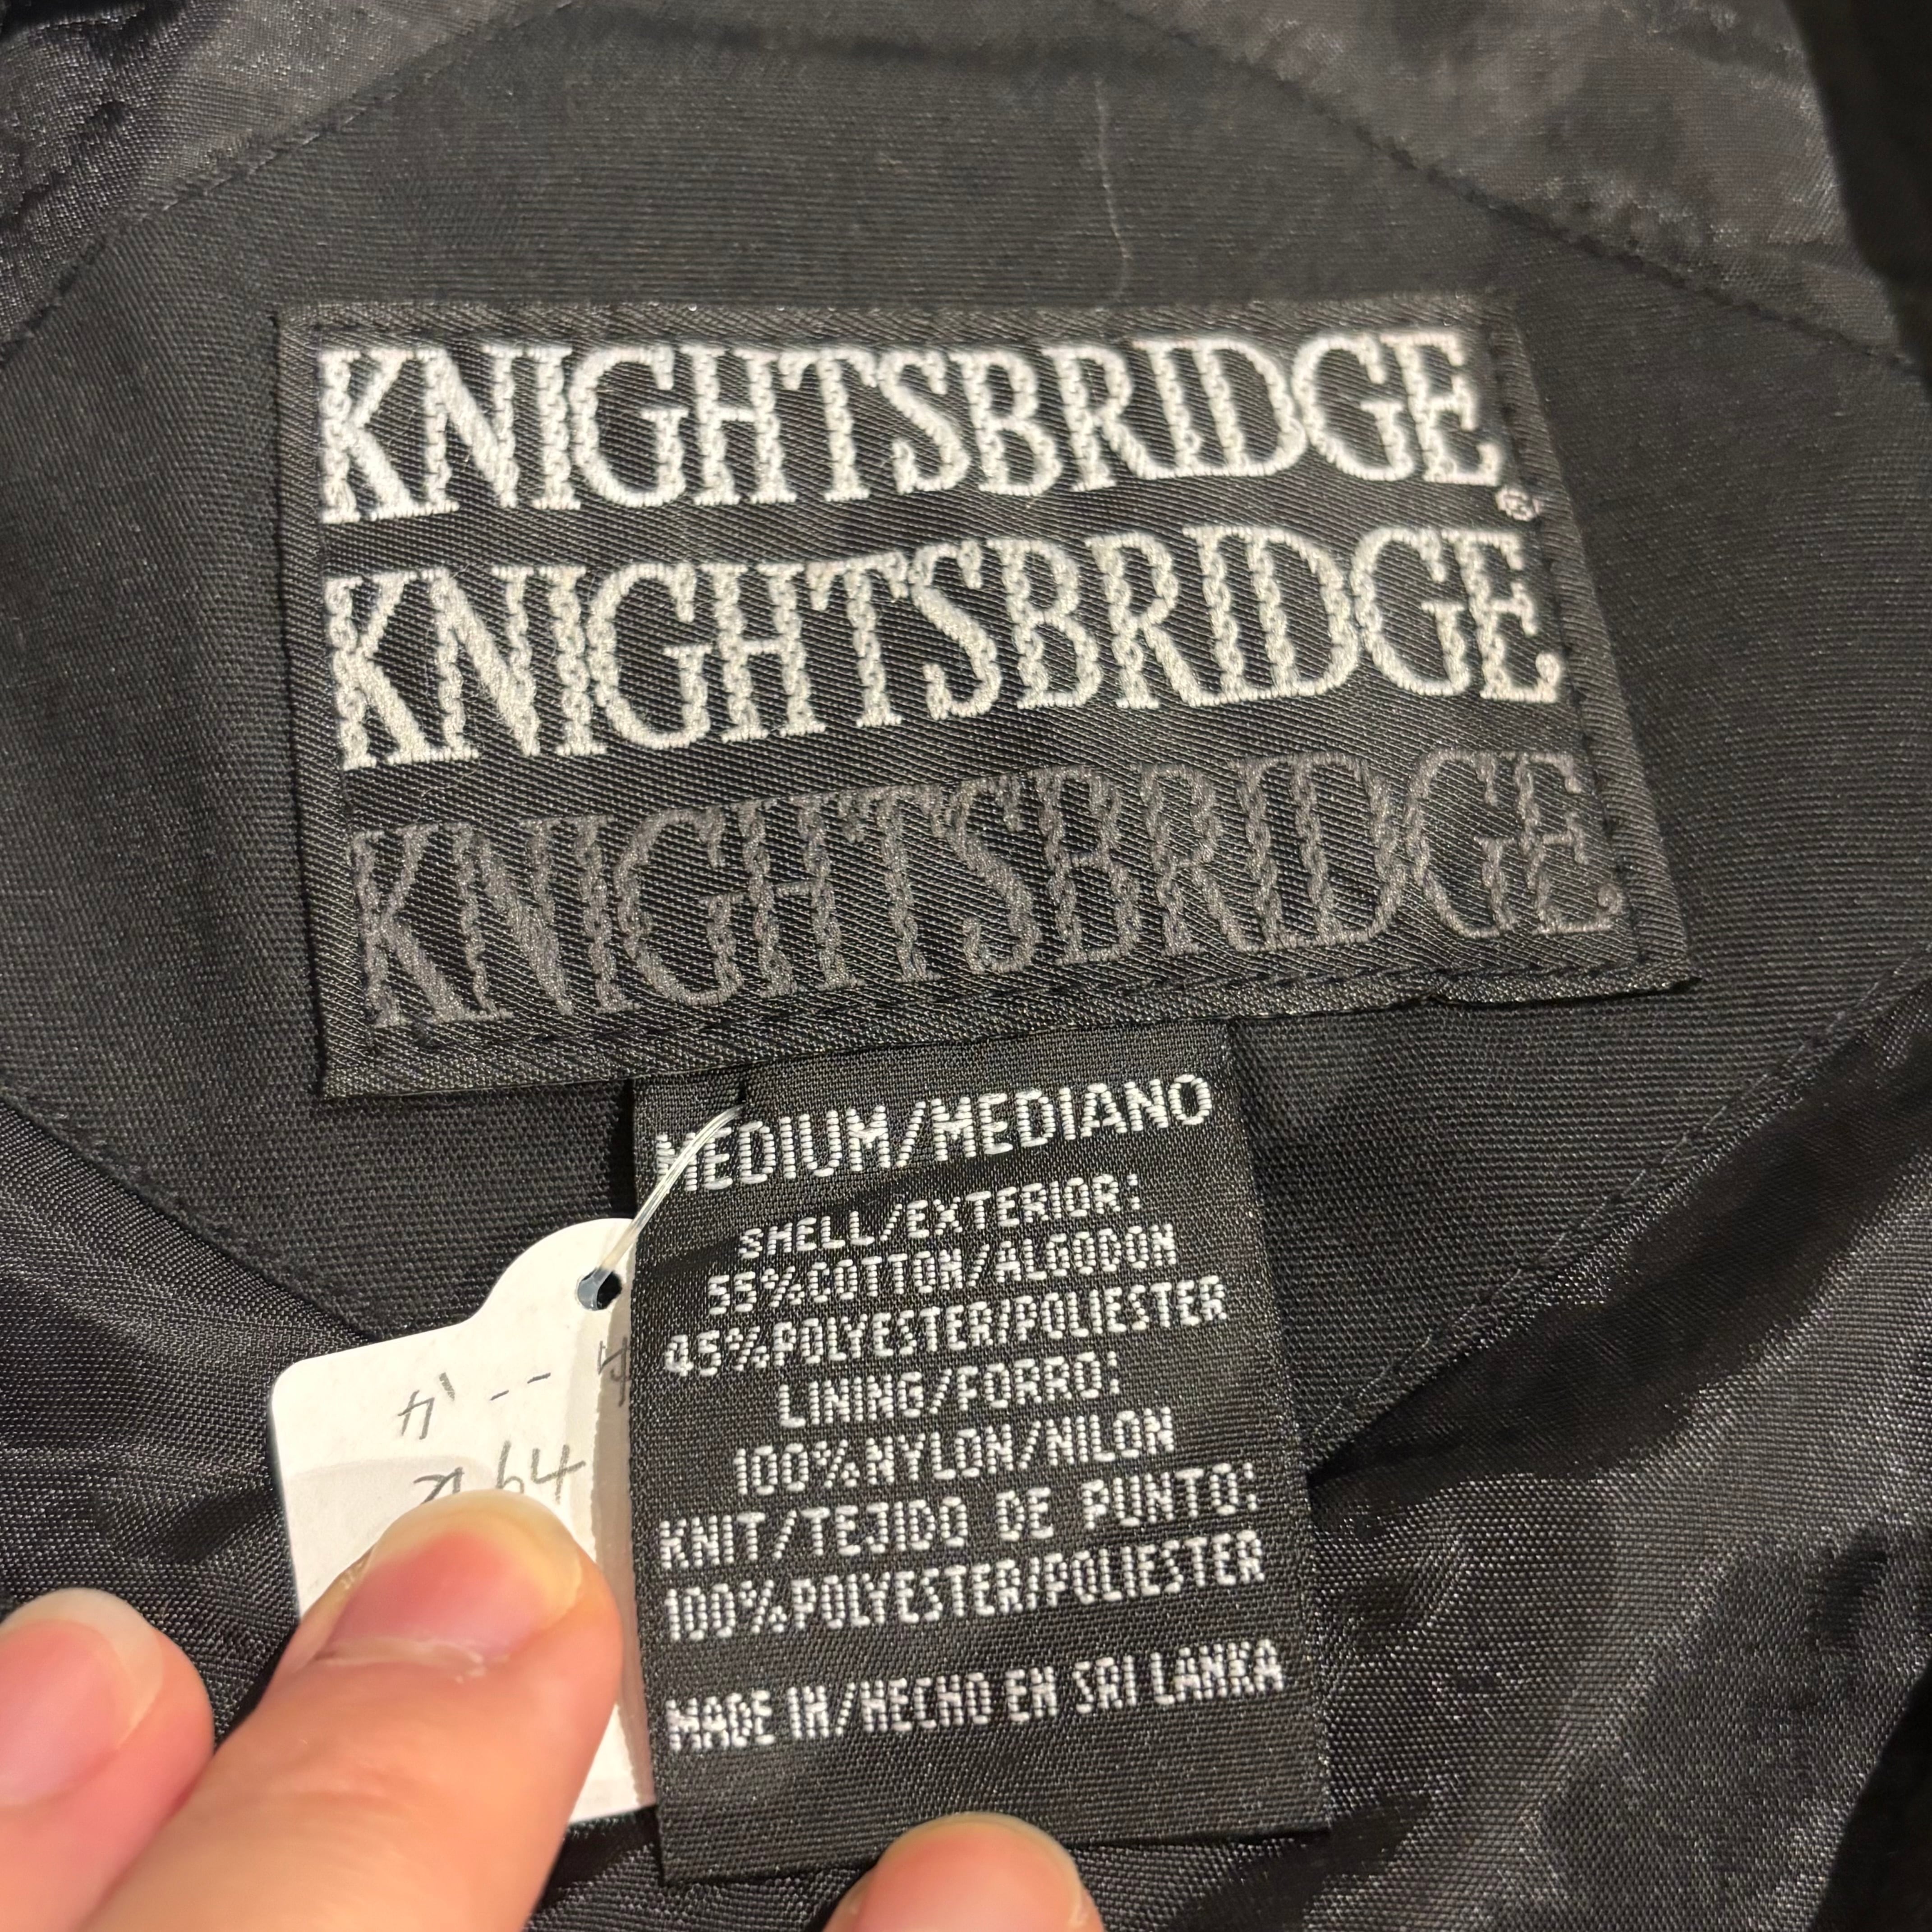 KNIGHTSBRIDGE®
KNIGHTSBRIDGE
KNIGHTSBRIDGE
MEDIUM/MEDIANO
SHELL/EXTERIOR:
55%COTTON/ALGODON
45%POLYESTER/POLIESTER
LINING/FORRO:
100%NYLON/NILON
KNIT/TEJIDO DE PUNTO:
100%POLYESTER/POLIESTER
MADE IN/HECHO EN SRI LANKA